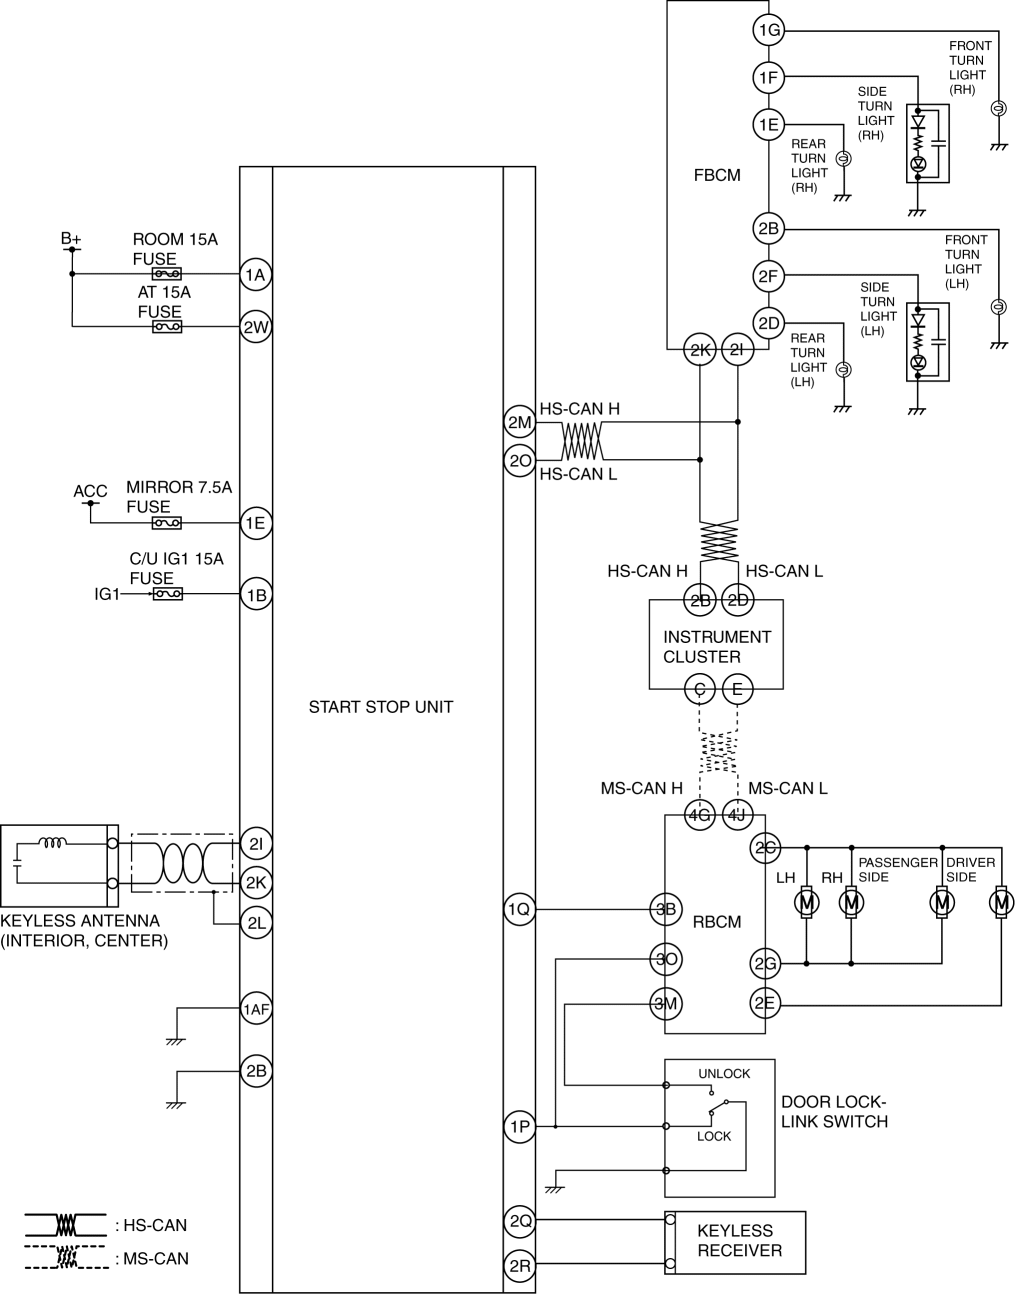 1G
FRONT
TURN
LIGHT
(RH)
1F
SIDE
TURN
LIGHT
(RH)
1E
REAR
TURN
LIGHT
(RH)
FBCM
2B
FRONT
TURN
LIGHT
(LH)
2F
SIDE
TURN
LIGHT
(LH)
2D
REAR
TURN
LIGHT
(LH)
2K
2I
B+
ROOM 15A
FUSE
1A
AT 15A
FUSE
2W
2M
HS-CAN H
2O
HS-CAN L
ACC
MIRROR 7.5A
FUSE
1E
C/U IG1 15A
FUSE
IG1
1B
HS-CAN H
HS-CAN L
2B
2D
INSTRUMENT
CLUSTER
C
E
START STOP UNIT
MS-CAN H
MS-CAN L
4G
4J
2I
2K
2L
KEYLESS ANTENNA
(INTERIOR, CENTER)
2C
LH
RH
PASSENGER
SIDE
DRIVER
SIDE
M
M
M
M
1Q
3B
RBCM
3O
2G
3M
2E
1AF
2B
UNLOCK
LOCK
DOOR LOCK-
LINK SWITCH
1P
2Q
2R
KEYLESS
RECEIVER
: HS-CAN
: MS-CAN